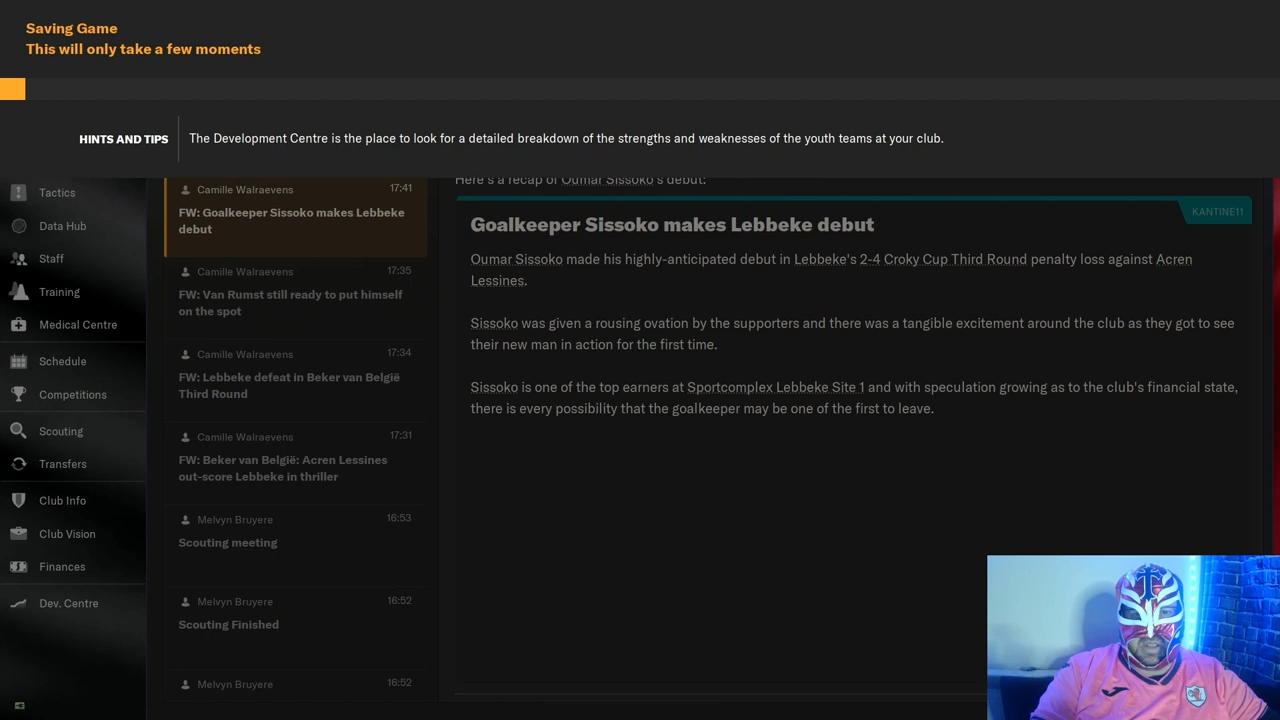 Saving Game
This will only take a few moments
HINTS AND TIPS
The Development Centre is the place to look for a detailed breakdown of the strengths and weaknesses of the youth teams at your club.
Tactics
Data Hub
Staff
Training
Medical Centre
Schedule
Competitions
Scouting
Transfers
Club Info
Club Vision
Finances
Dev. Centre
Camille Walraevens 17:41
FW: Goalkeeper Sissoko makes Lebbeke
debut
Camille Walraevens 17:35
FW: Van Rumst still ready to put himself
on the spot
Camille Walraevens 17:34
FW: Lebbeke defeat in Beker van België
Third Round
Camille Walraevens 17:31
FW: Beker van België: Acren Lessines
out-score Lebbeke in thriller
Melvyn Bruyere 16:53
Scouting meeting
Melvyn Bruyere 16:52
Scouting Finished
Melvyn Bruyere 16:52
Here's a recap of Oumar Sissoko's debut:
KANTINE11
Goalkeeper Sissoko makes Lebbeke debut
Oumar Sissoko made his highly-anticipated debut in Lebbeke's 2-4 Croky Cup Third Round penalty loss against Acren
Lessines.
Sissoko was given a rousing ovation by the supporters and there was a tangible excitement around the club as they got to see
their new man in action for the first time.
Sissoko is one of the top earners at Sportcomplex Lebbeke Site 1 and with speculation growing as to the club's financial state,
there is every possibility that the goalkeeper may be one of the first to leave.